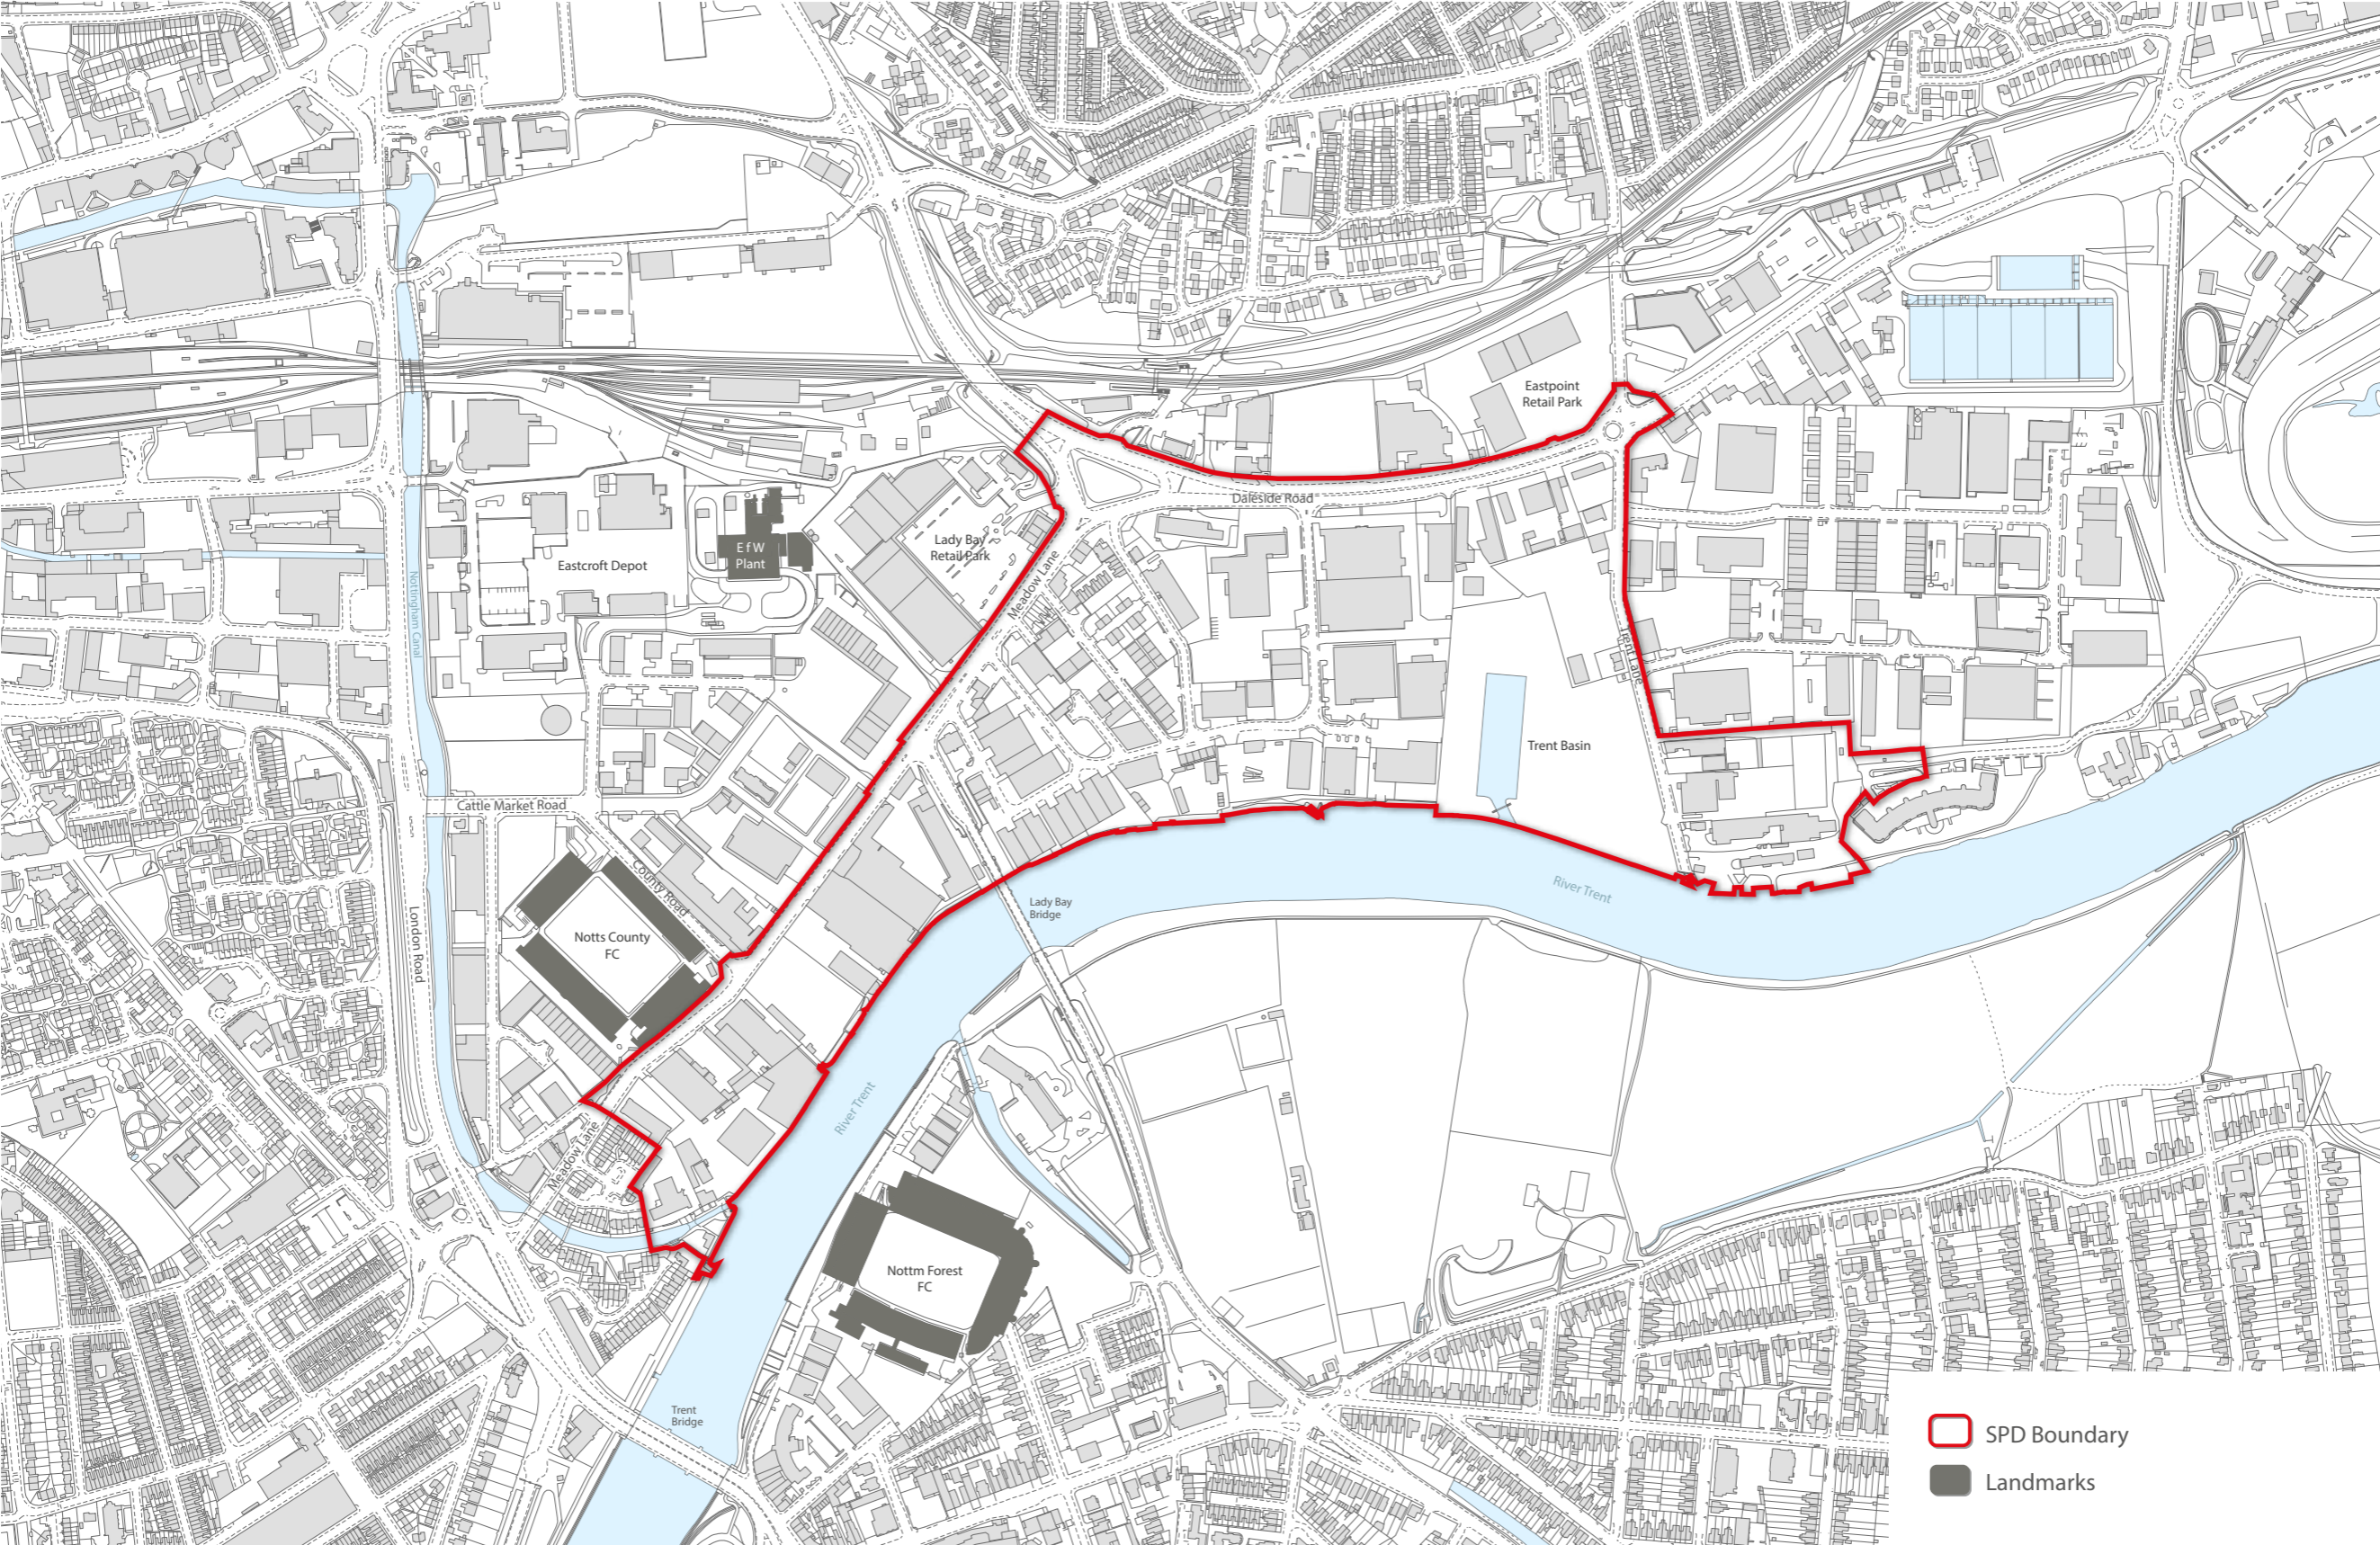 Eastpoint
Retail Park
Daleside Road
Lady Bay
Retail Park
E f W
Plant
Eastcroft Depot
Meadow Lane
Nottingham Canal
Trent Lane
Trent Basin
Cattle Market Road
County Road
London Road
Notts County
FC
Lady Bay
Bridge
River Trent
River Trent
Meadow Lane
Nottm Forest
FC
Trent
Bridge
SPD Boundary
Landmarks